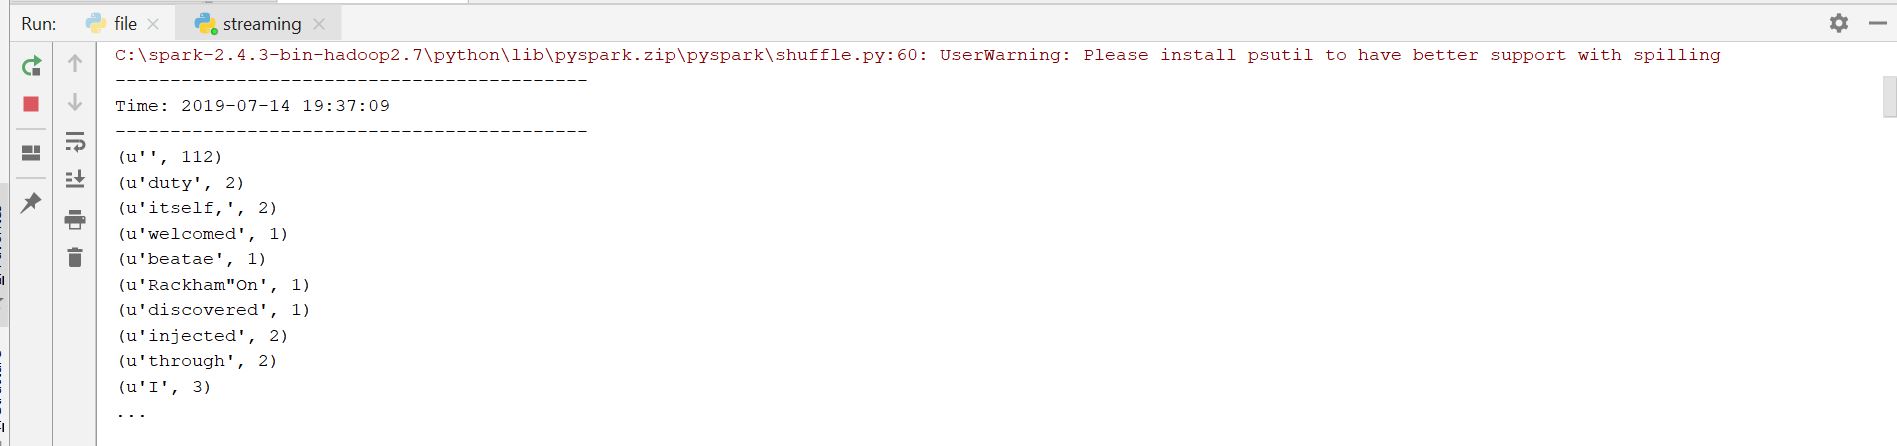 Run: file streaming
C:\spark-2.4.3-bin-hadoop2.7\python\lib\pyspark.zip\pyspark\shuffle.py:60: UserWarning: Please install psutil to have better support with spilling
-------------------------------------------
Time: 2019-07-14 19:37:09
-------------------------------------------
(u'', 112)
(u'duty', 2)
(u'itself,', 2)
(u'welcomed', 1)
(u'beatae', 1)
(u'Rackham"On', 1)
(u'discovered', 1)
(u'injected', 2)
(u'through', 2)
(u'I', 3)
...